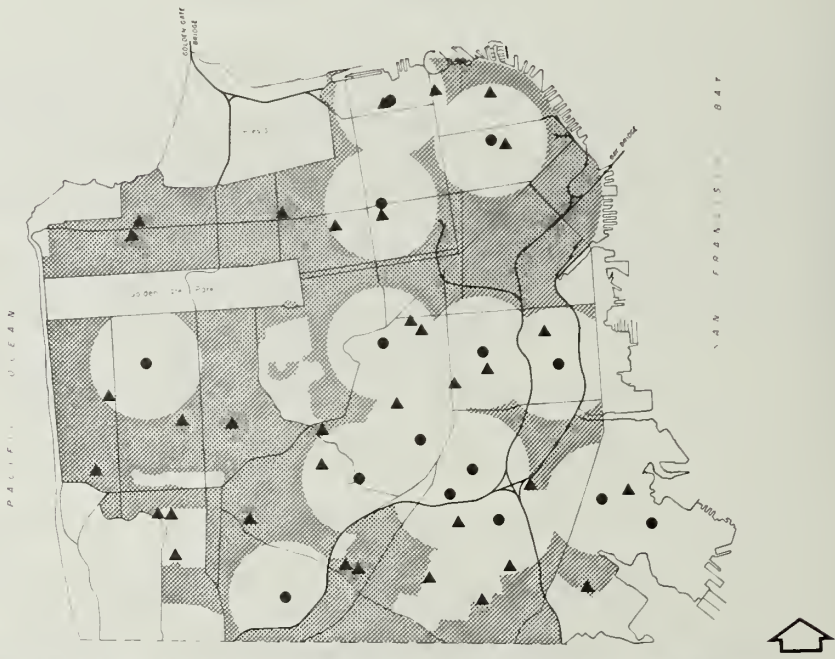 GOLDEN GATE
BRIDGE
Golden Gate Park
BAY BRIDGE
PACIFIC OCEAN
SAN FRANCISCO BAY